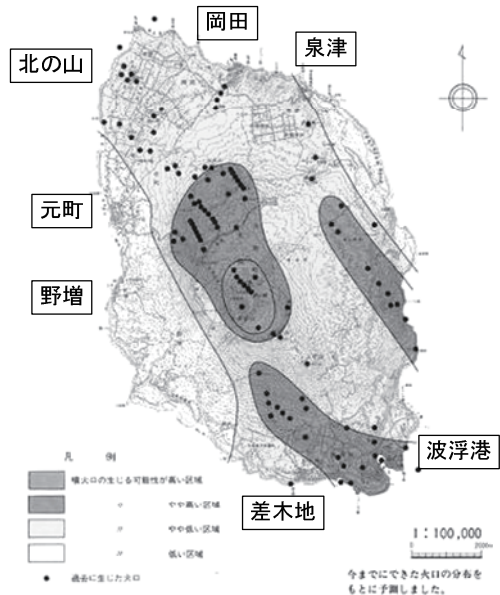 岡田
泉津
北の山
元町
野増
波浮港
差木地
凡 例
噴火口の生じる可能性が高い区域
〃 やや高い区域
〃 やや低い区域
〃 低い区域
過去に生じた火口
1:100,000
2500m
今までにできた火口の分布を
もとに予測しました。